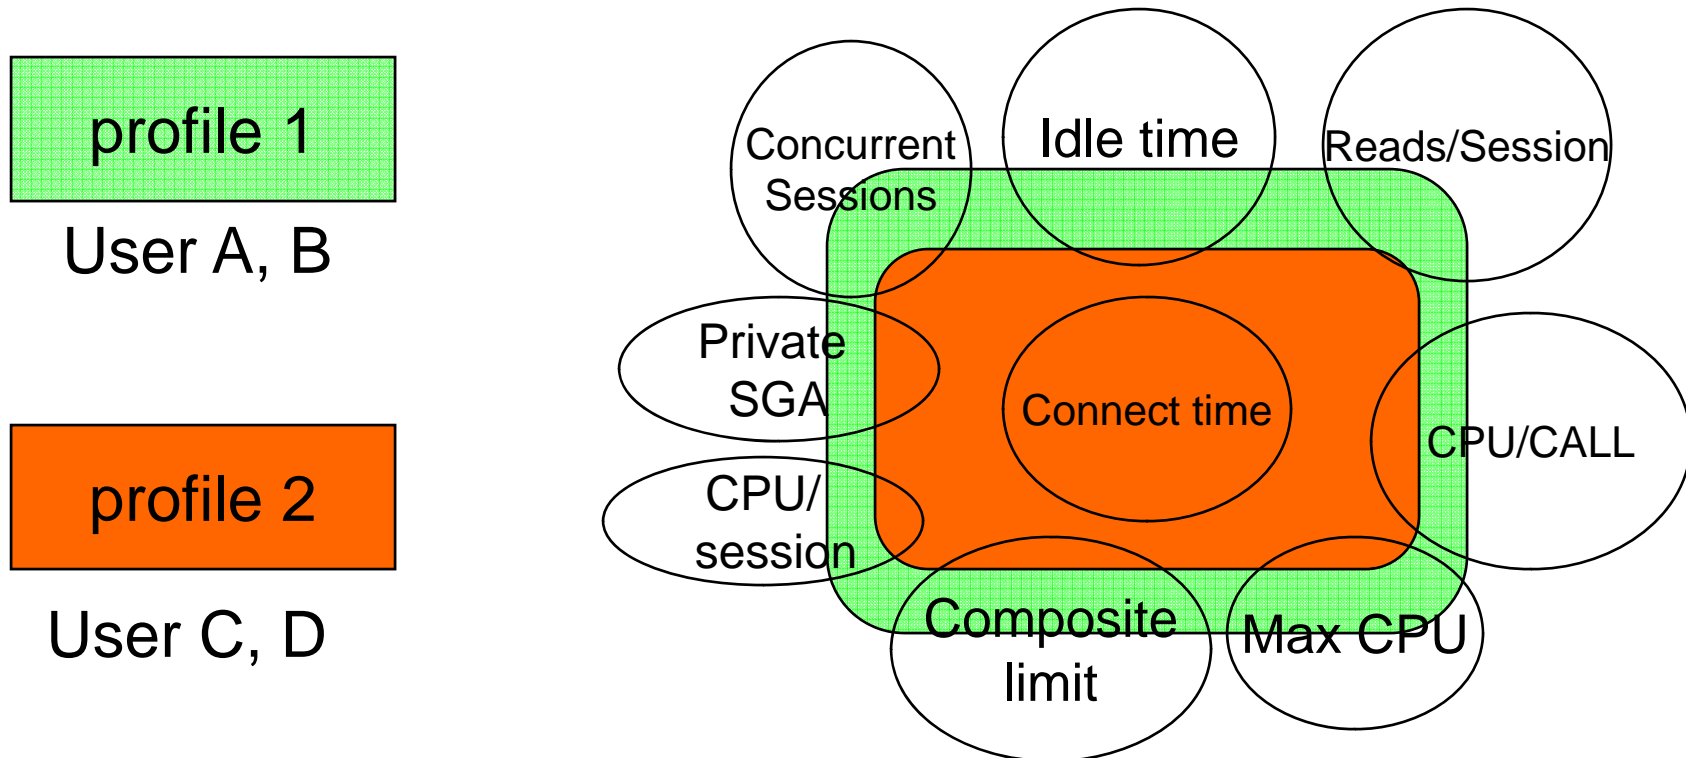 profile 1
User A, B
profile 2
User C, D
Concurrent
Sessions
Idle time
Reads/Session
Private
SGA
Connect time
CPU/CALL
CPU/
session
Composite
limit
Max CPU